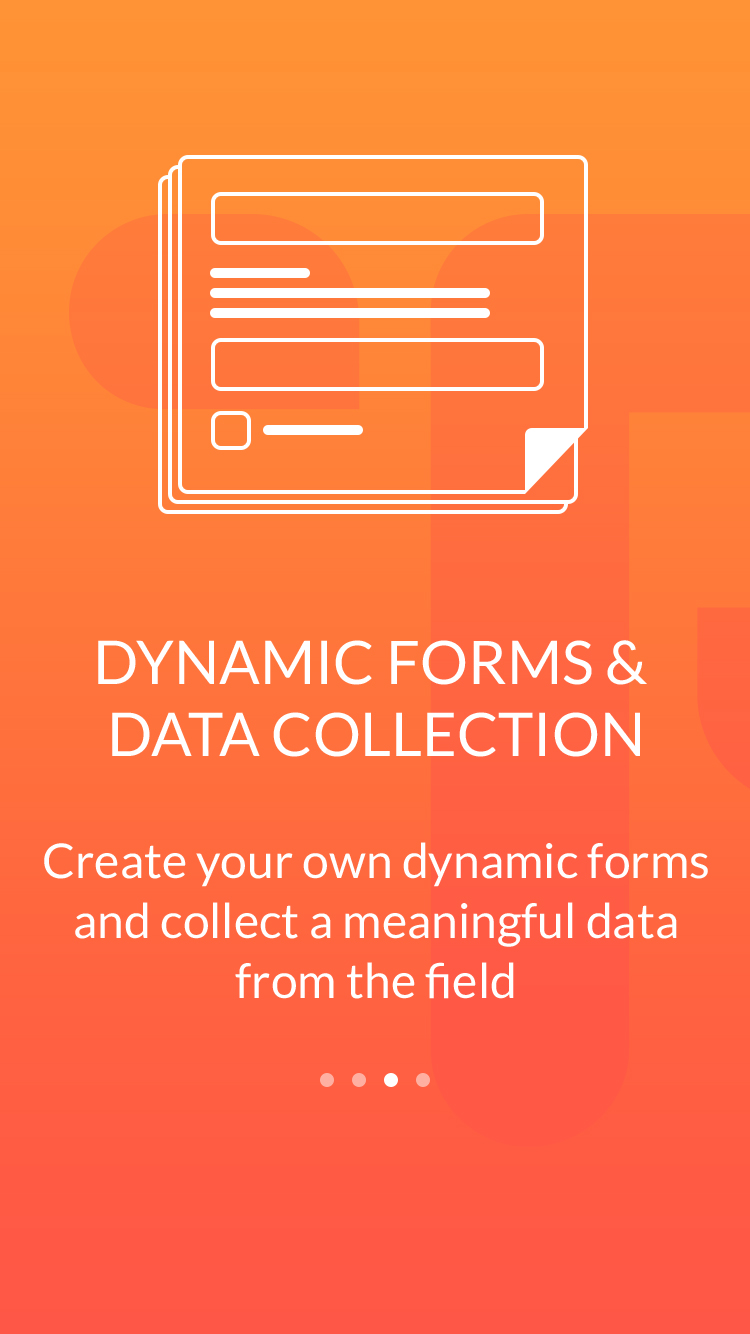 DYNAMIC FORMS &
DATA COLLECTION
Create your own dynamic forms
and collect a meaningful data
from the field